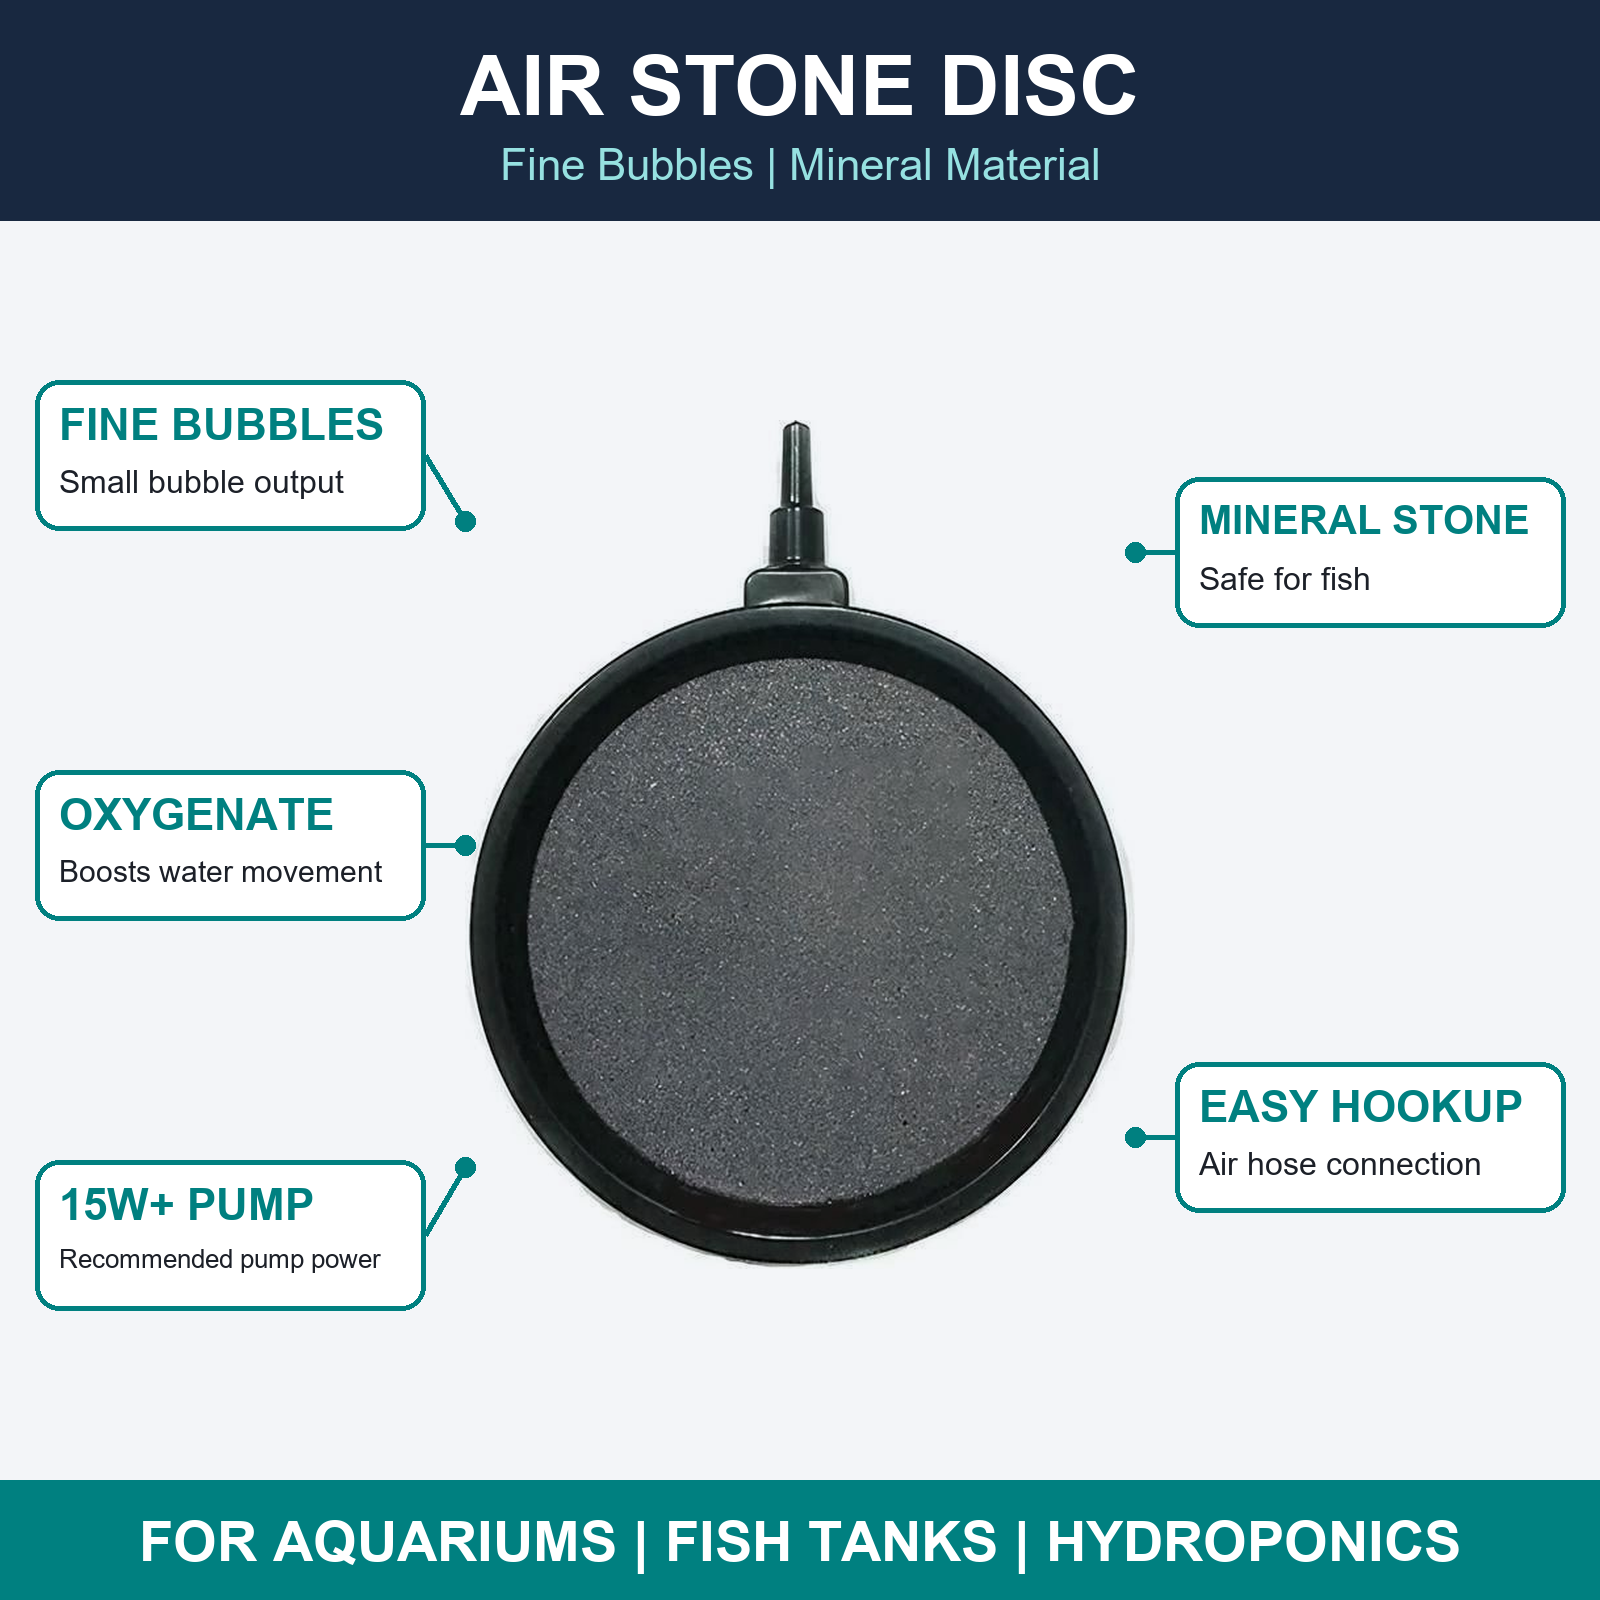 AIR STONE DISC
Fine Bubbles | Mineral Material
FINE BUBBLES
Small bubble output
MINERAL STONE
Safe for fish
OXYGENATE
Boosts water movement
EASY HOOKUP
Air hose connection
15W+ PUMP
Recommended pump power
FOR AQUARIUMS | FISH TANKS | HYDROPONICS